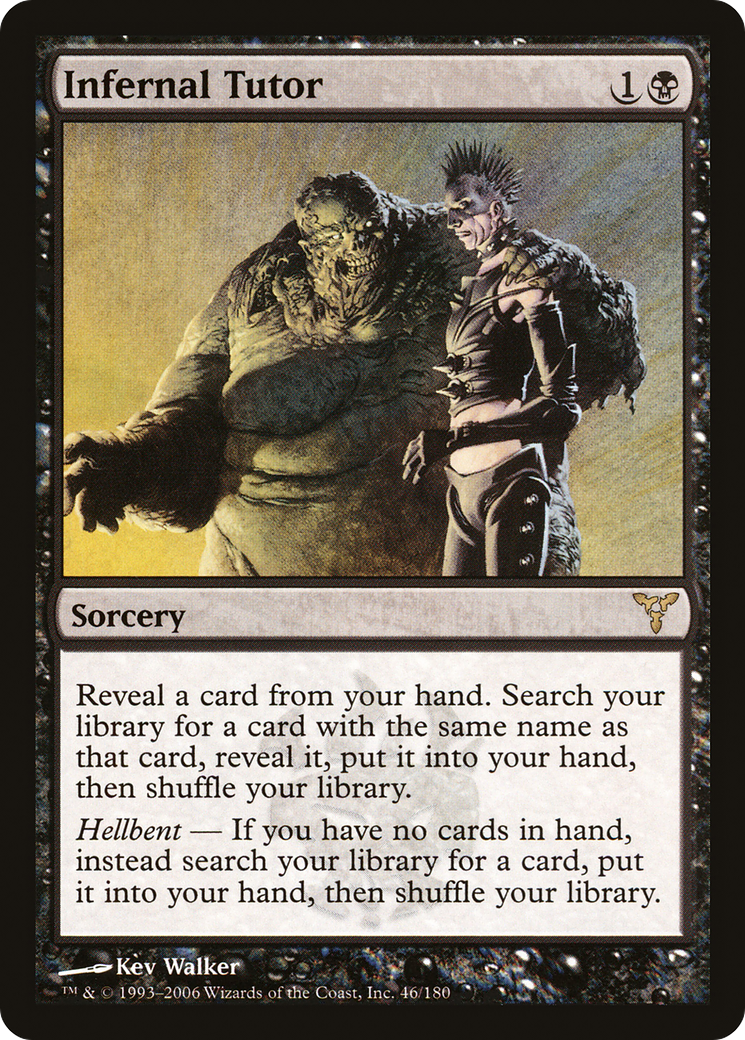 Infernal Tutor 1
Sorcery
Reveal a card from your hand. Search your
library for a card with the same name as
that card, reveal it, put it into your hand,
then shuffle your library.
Hellbent — If you have no cards in hand,
instead search your library for a card, put
it into your hand, then shuffle your library.
Kev Walker
™ & © 1993–2006 Wizards of the Coast, Inc. 46/180